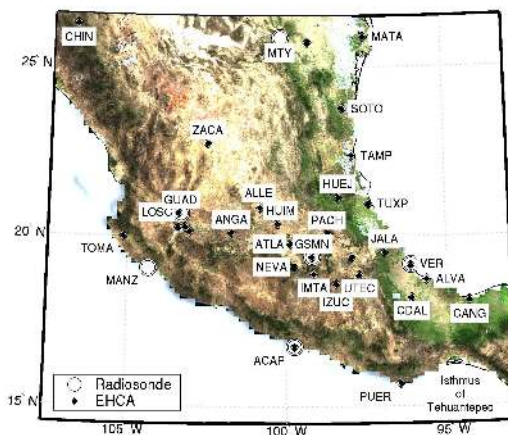 CHIN
MTY
MATA
25°N
SOTO
ZACA
TAMP
HUEJ
ALLE
GUAD
TUXP
LOSC
HUIM
ANGA
PACH
20°N
ATLA
GSMN
JALA
TOMA
NEVA
VER
MANZ
ALVA
IMTA
UTEC
IZUC
CDAL
CANG
ACAP
Radiosonde
EHCA
PUER
Isthmus
of
Tehuantepec
15°N
105°W
100°W
95°W